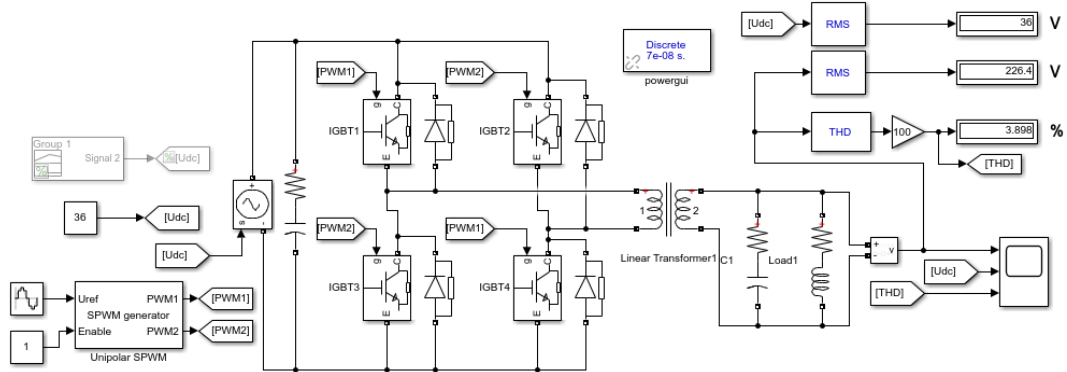 [Udc]
RMS
36
V
Discrete
7e-08 s.
powergui
RMS
226.4
V
[PWM1]
[PWM2]
g
C
IGBT1
E
g
C
IGBT2
E
THD
100
3.898
%
[THD]
Group 1
Signal 2
[Udc]
36
[Udc]
[Udc]
+
s
-
[PWM2]
[PWM1]
g
C
IGBT3
E
g
C
IGBT4
E
1
2
Linear Transformer1
C1
Load1
+
-
v
[Udc]
[THD]
Uref
PWM1
SPWM generator
Enable
PWM2
[PWM1]
[PWM2]
1
Unipolar SPWM